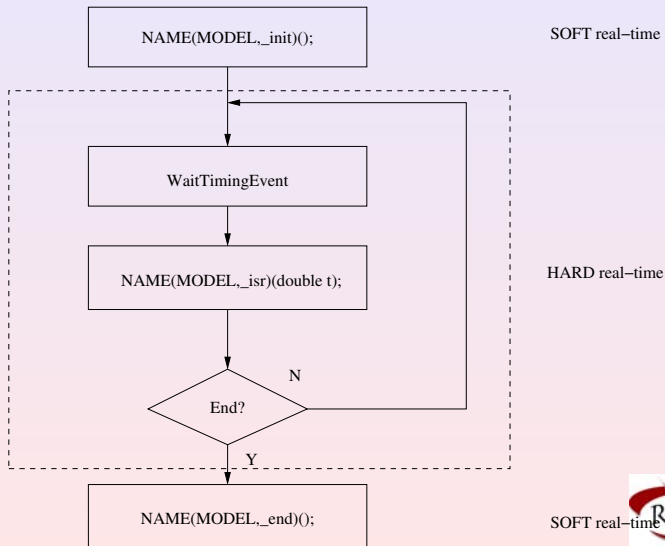 NAME(MODEL,_init)();
SOFT real−time
WaitTimingEvent
NAME(MODEL,_isr)(double t);
HARD real−time
N
End?
Y
NAME(MODEL,_end)();
SOFT real−time
R